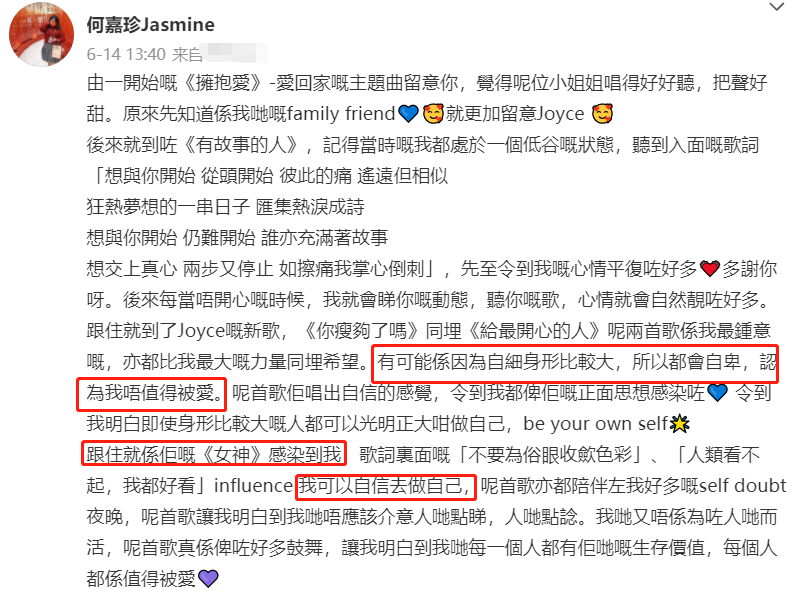 何嘉珍Jasmine
6-14 13:40 来自
由一開始嘅《擁抱愛》-愛回家嘅主題曲留意你，覺得呢位小姐姐唱得好好聽，把聲好
甜。原來先知道係我哋嘅family friend💙🥰就更加留意Joyce 🥰
後來就到咗《有故事的人》，記得當時嘅我都處於一個低谷嘅狀態，聽到入面嘅歌詞
「想與你開始 從頭開始 彼此的痛 遙遠但相似
狂熱夢想的一串日子 匯集熱淚成詩
想與你開始 仍難開始 誰亦充滿著故事
想交上真心 兩步又停止 如擦痛我掌心倒刺」，先至令到我嘅心情平復咗好多❤️多謝你
呀。後來每當唔開心嘅時候，我就會睇你嘅動態，聽你嘅歌，心情就會自然靚咗好多。
跟住就到了Joyce嘅新歌，《你瘦夠了嗎》同埋《給最開心的人》呢兩首歌係我最鍾意
嘅，亦都比我最大嘅力量同埋希望。有可能係因為自細身形比較大，所以都會自卑，認
為我唔值得被愛。呢首歌佢唱出自信的感覺，令到我都俾佢嘅正面思想感染咗💙 令到
我明白即使身形比較大嘅人都可以光明正大咁做自己，be your own self🌟
跟住就係佢嘅《女神》感染到我 歌詞裏面嘅「不要為俗眼收斂色彩」、「人類看不
起，我都好看」influence 我可以自信去做自己，呢首歌亦都陪伴左我好多嘅self doubt
夜晚，呢首歌讓我明白到我哋唔應該介意人哋點睇，人哋點諗。我哋又唔係為咗人哋而
活，呢首歌真係俾咗好多鼓舞，讓我明白到我哋每一個人都有佢哋嘅生存價值，每個人
都係值得被愛💜